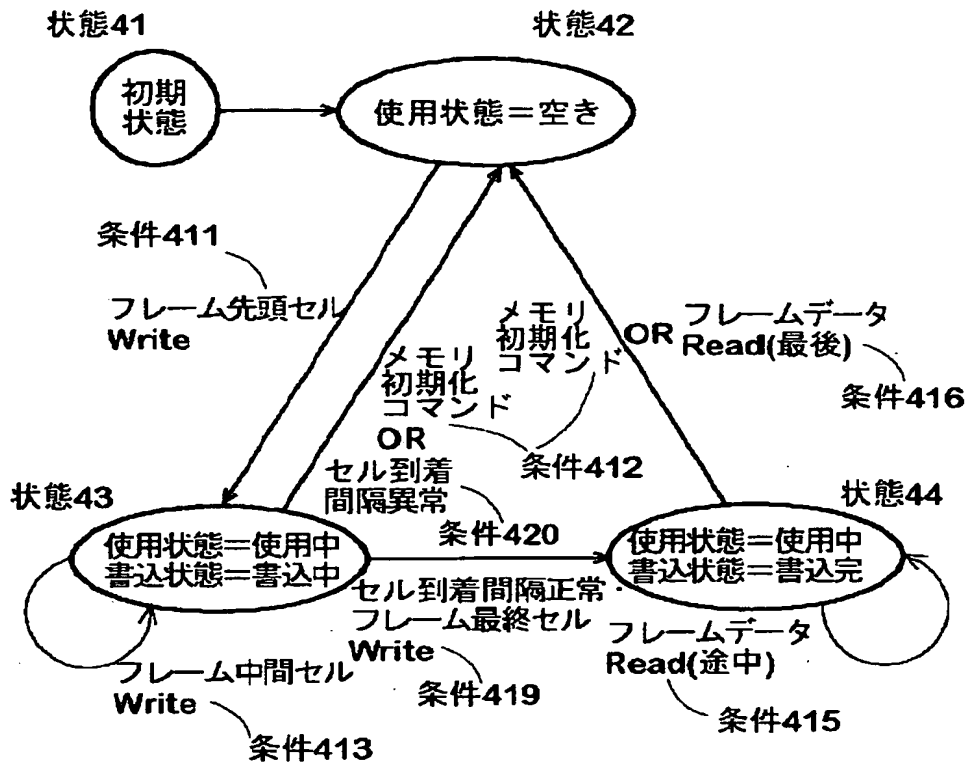 状態41
状態42
初期
状態
使用状態＝空き
条件411
フレーム先頭セル
Write
メモリ
初期化
コマンド
OR
フレームデータ
Read(最後)
条件416
メモリ
初期化
コマンド
OR
条件412
セル到着
間隔異常
条件420
状態43
使用状態＝使用中
書込状態＝書込中
状態44
使用状態＝使用中
書込状態＝書込完
セル到着間隔正常・
フレーム最終セル
Write
条件419
フレームデータ
Read(途中)
条件415
フレーム中間セル
Write
条件413